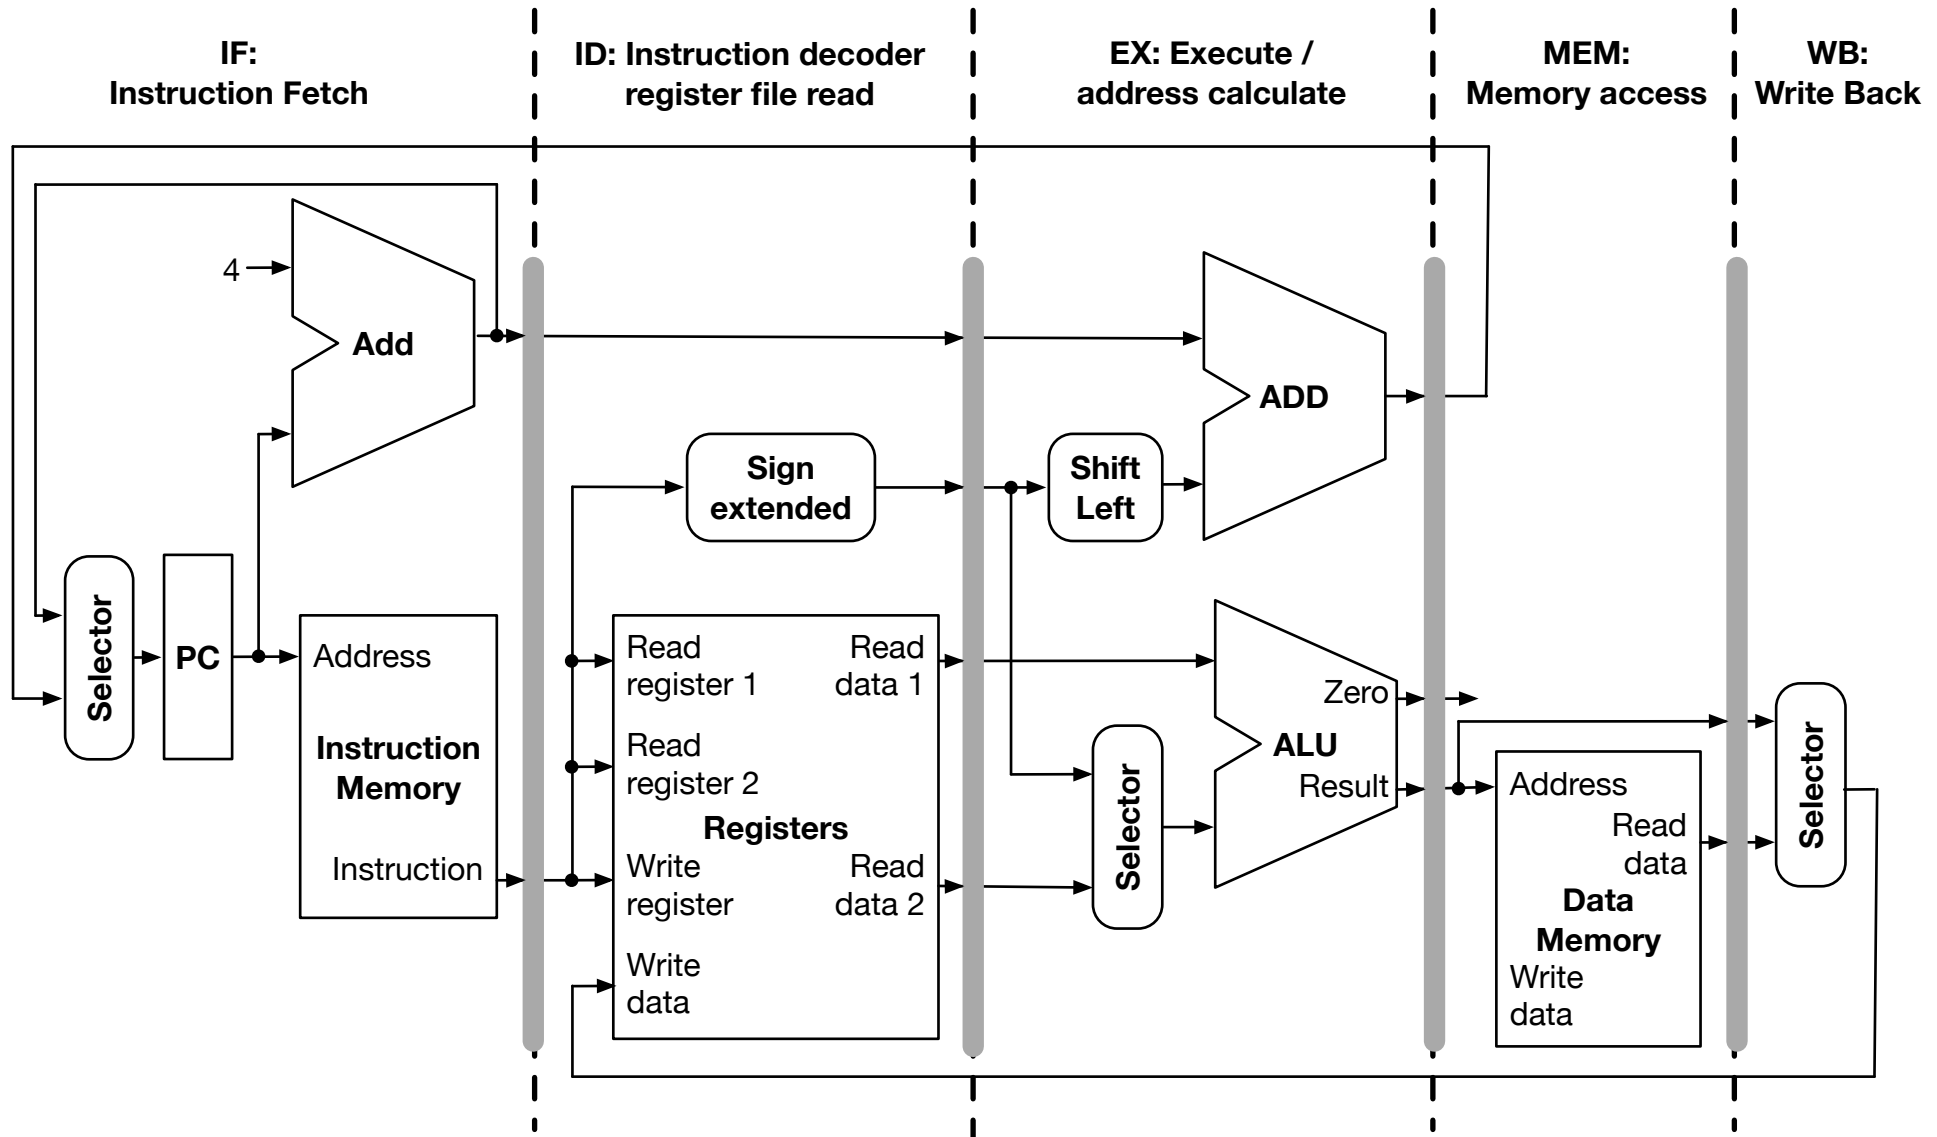 IF:
Instruction Fetch
ID: Instruction decoder
register file read
EX: Execute /
address calculate
MEM:
Memory access
WB:
Write Back
4
Add
ADD
Sign
extended
Shift
Left
Selector
PC
Address
Instruction
Memory
Instruction
Read
register 1
Read
data 1
Read
register 2
Registers
Write
register
Read
data 2
Write
data
Selector
Zero
ALU
Result
Address
Read
data
Data
Memory
Write
data
Selector